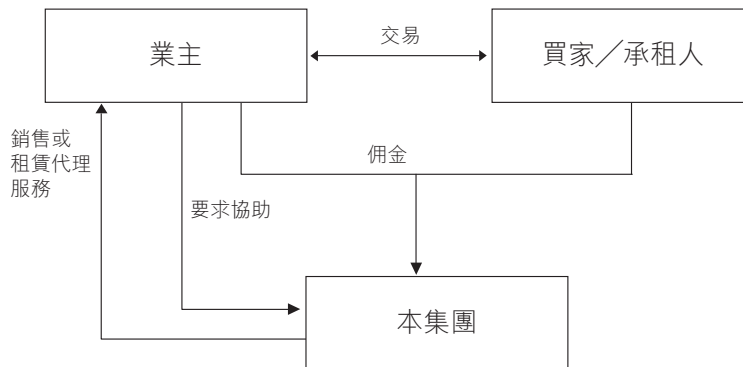 業主
交易
買家／承租人
銷售或
租賃代理
服務
佣金
要求協助
本集團